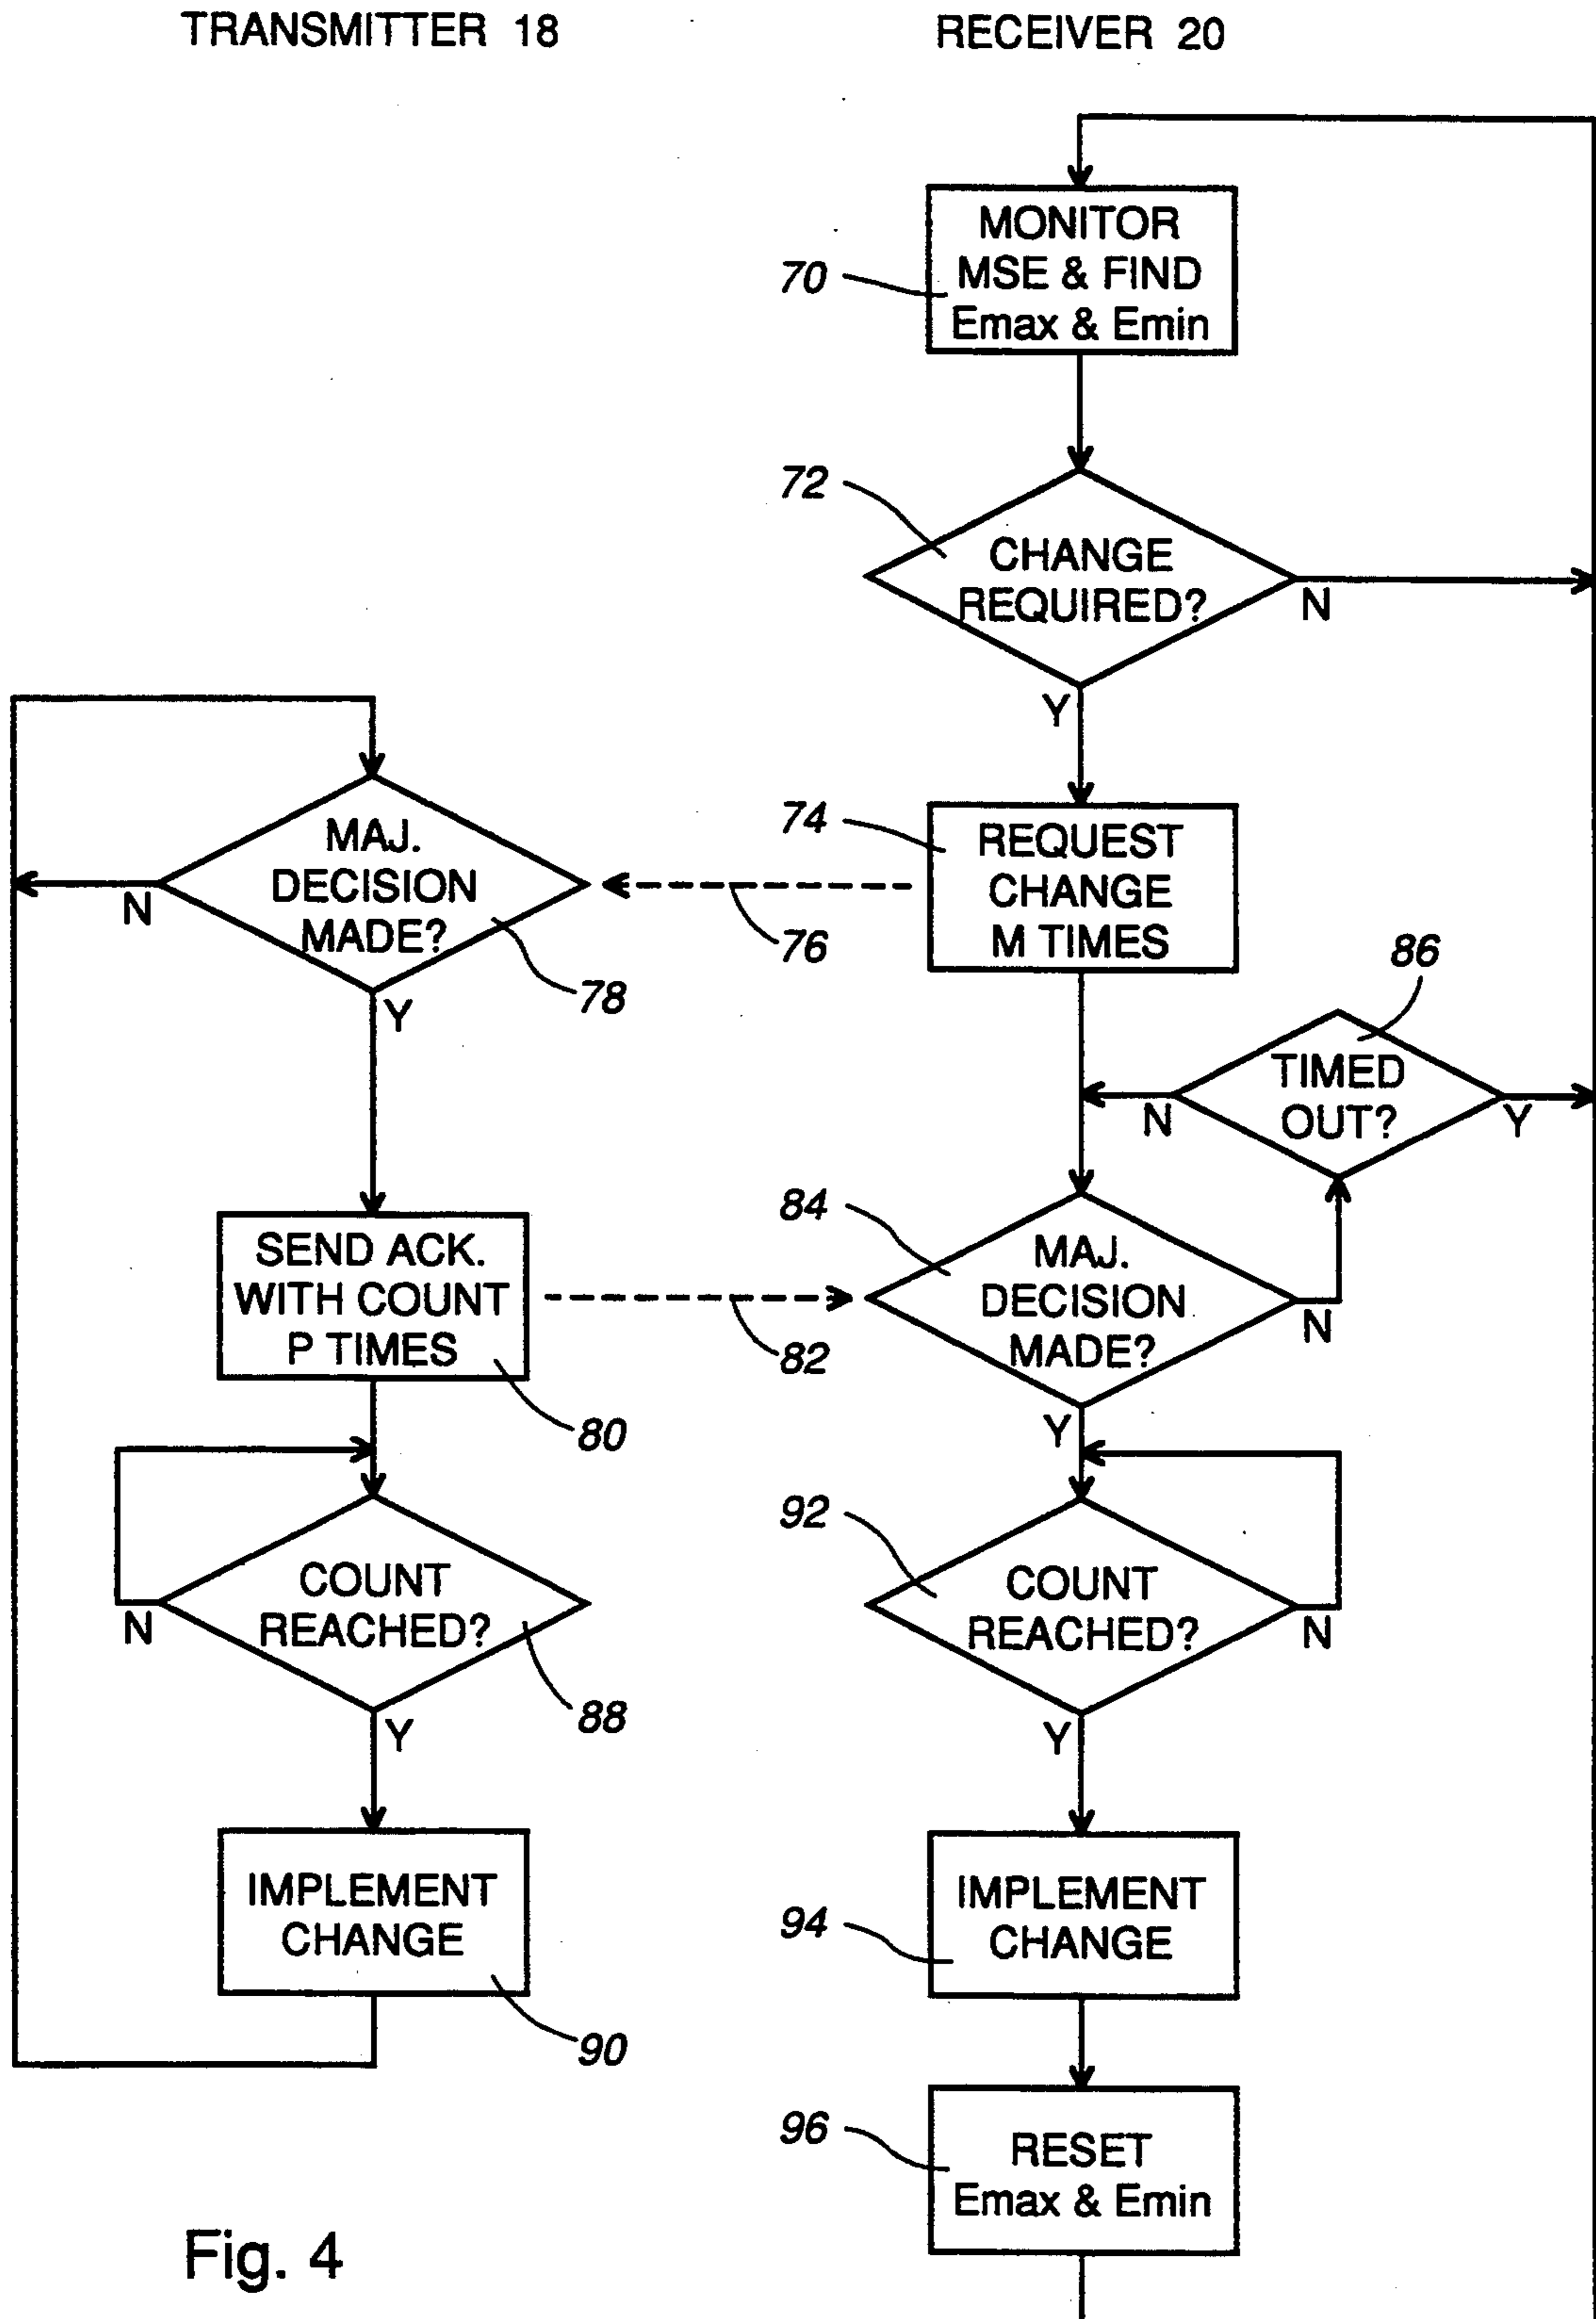 TRANSMITTER 18
RECEIVER 20
MONITOR
MSE & FIND
Emax & Emin
70
72
CHANGE
REQUIRED?
N
Y
74
REQUEST
CHANGE
M TIMES
MAJ.
DECISION
MADE?
N
76
78
Y
86
TIMED
OUT?
N
Y
84
MAJ.
DECISION
MADE?
N
Y
SEND ACK.
WITH COUNT
P TIMES
82
80
92
COUNT
REACHED?
N
Y
COUNT
REACHED?
N
88
Y
IMPLEMENT
CHANGE
90
94
IMPLEMENT
CHANGE
96
RESET
Emax & Emin
Fig. 4